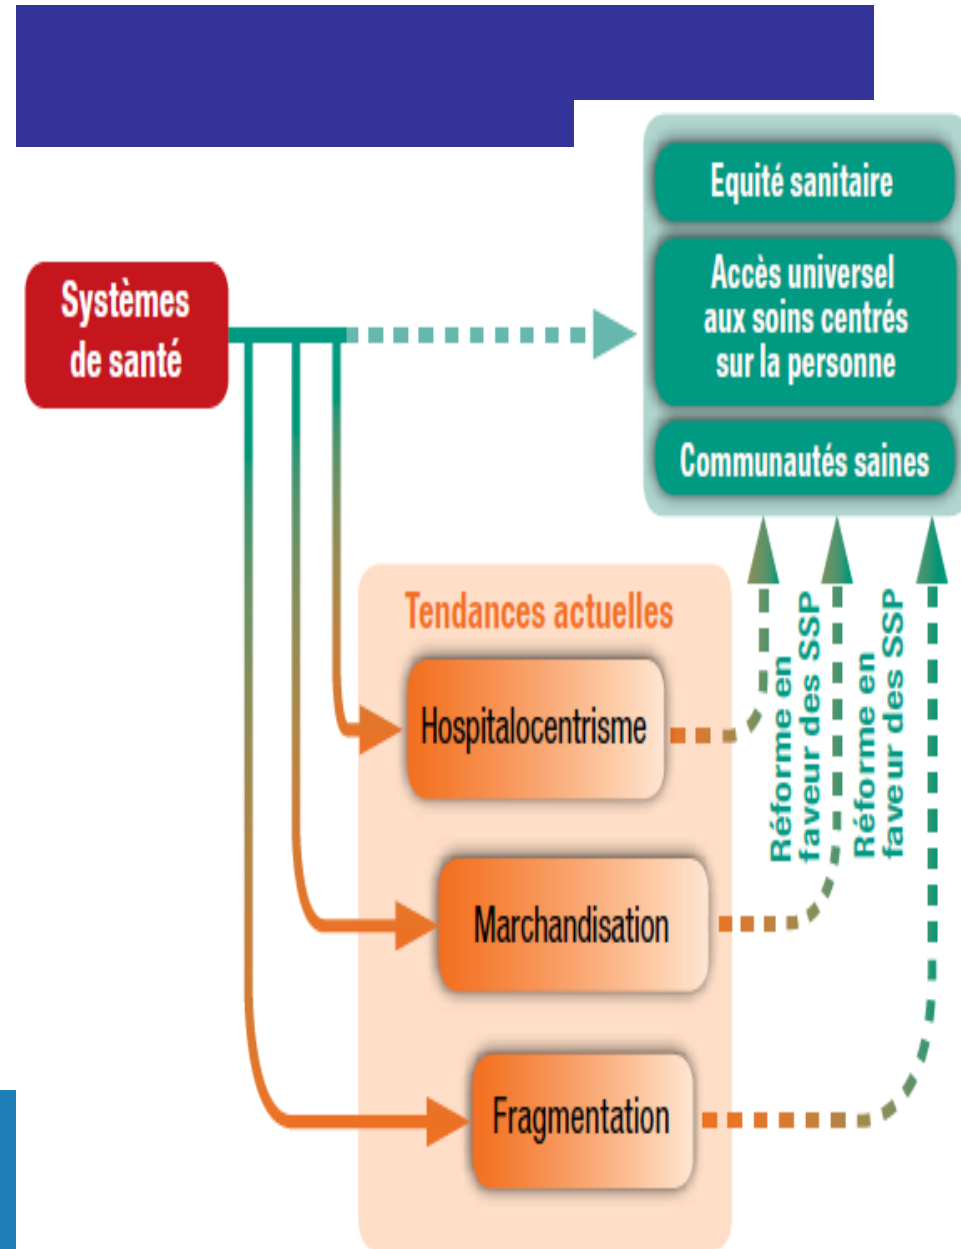 Equité sanitaire
Systèmes
de santé
Accès universel
aux soins centrés
sur la personne
Communautés saines
Tendances actuelles
Hospitalocentrisme
Marchandisation
Fragmentation
Réforme en
faveur des SSP
Réforme en
faveur des SSP